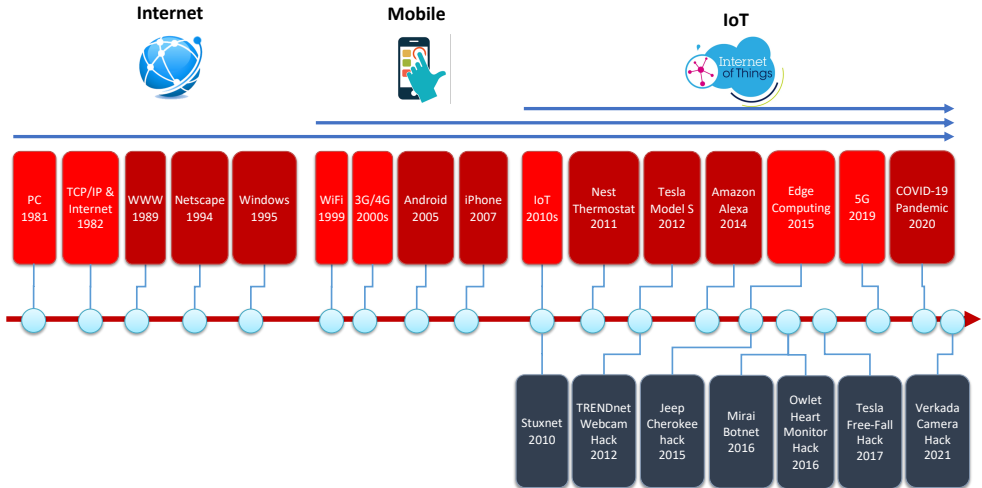 Internet
Mobile
IoT
Internet
of Things
PC
1981
TCP/IP &
Internet
1982
WWW
1989
Netscape
1994
Windows
1995
WiFi
1999
3G/4G
2000s
Android
2005
iPhone
2007
IoT
2010s
Nest
Thermostat
2011
Tesla
Model S
2012
Amazon
Alexa
2014
Edge
Computing
2015
5G
2019
COVID-19
Pandemic
2020
Stuxnet
2010
TRENDnet
Webcam
Hack
2012
Jeep
Cherokee
hack
2015
Mirai
Botnet
2016
Owlet
Heart
Monitor
Hack
2016
Tesla
Free-Fall
Hack
2017
Verkada
Camera
Hack
2021